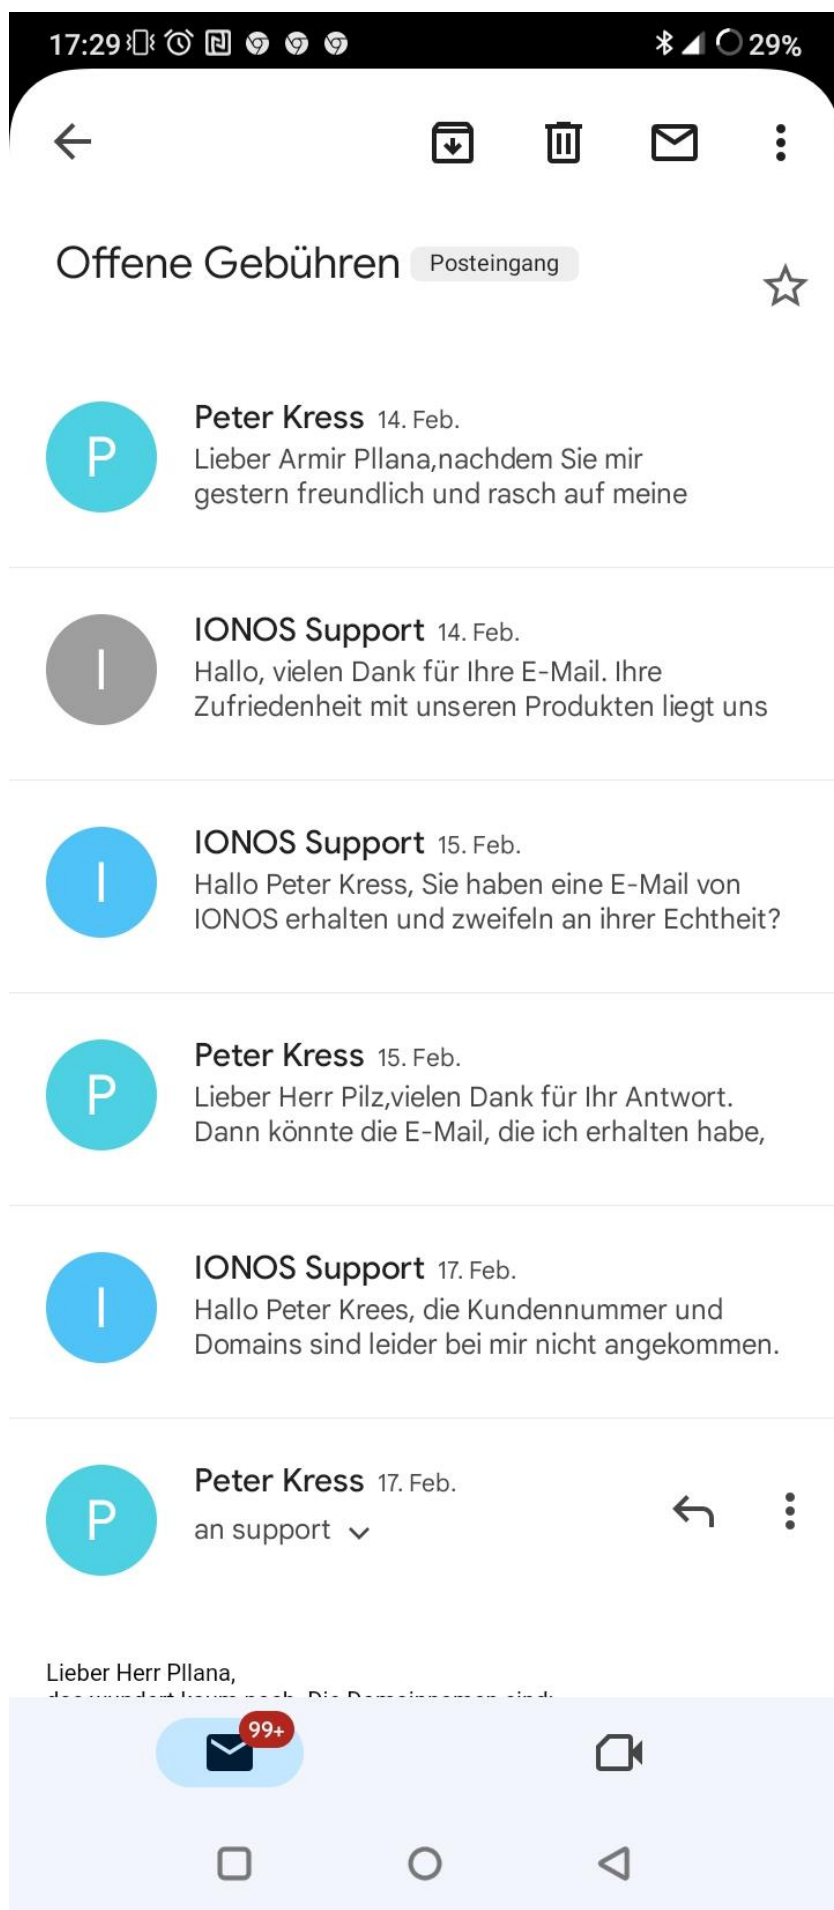 17:29 29%
Offene Gebühren Posteingang
P
Peter Kress 14. Feb.
Lieber Armir Pllana,nachdem Sie mir
gestern freundlich und rasch auf meine
I
IONOS Support 14. Feb.
Hallo, vielen Dank für Ihre E-Mail. Ihre
Zufriedenheit mit unseren Produkten liegt uns
I
IONOS Support 15. Feb.
Hallo Peter Kress, Sie haben eine E-Mail von
IONOS erhalten und zweifeln an ihrer Echtheit?
P
Peter Kress 15. Feb.
Lieber Herr Pilz,vielen Dank für Ihr Antwort.
Dann könnte die E-Mail, die ich erhalten habe,
I
IONOS Support 17. Feb.
Hallo Peter Krees, die Kundennummer und
Domains sind leider bei mir nicht angekommen.
P
Peter Kress 17. Feb.
an support
Lieber Herr Pllana,
99+